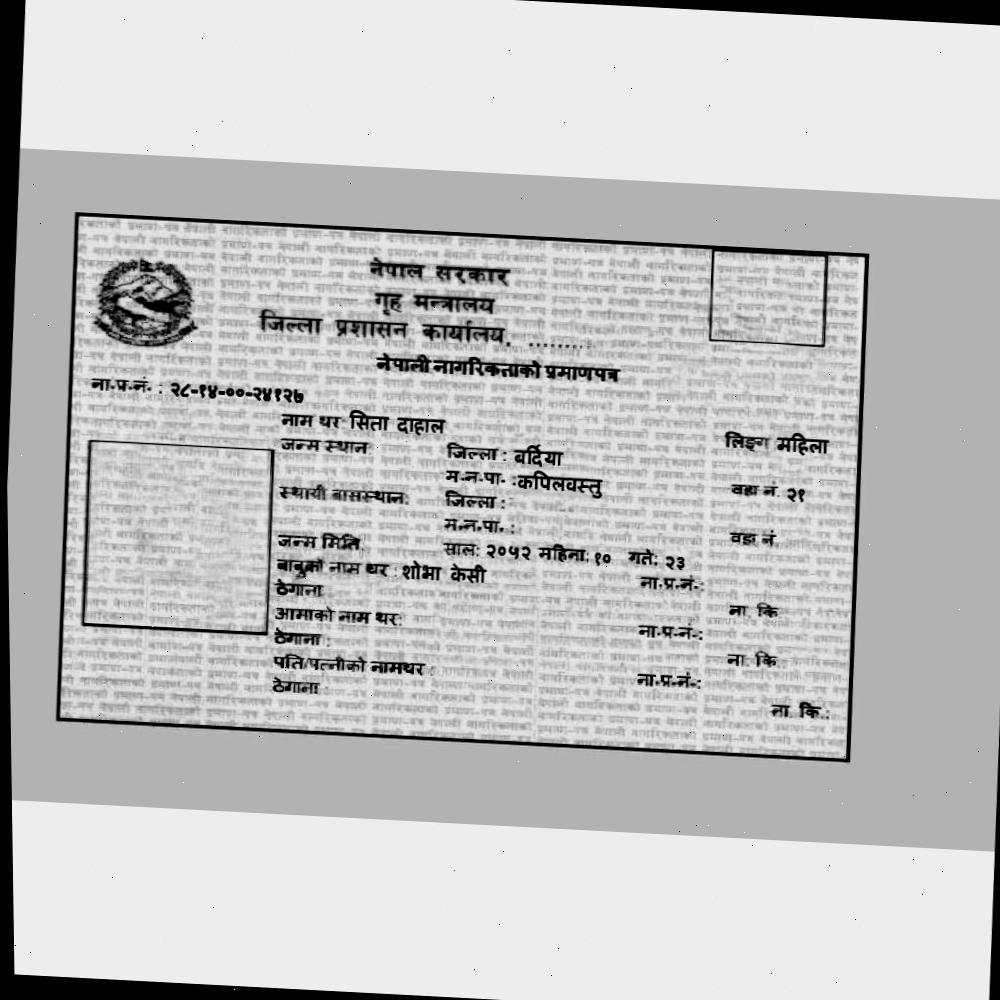 नेपाल सरकार
गृह मन्त्रालय
जिल्ला प्रशासन कार्यालय, ........
नेपाली नागरिकताको प्रमाणपत्र
ना.प्र.नं. : २८-१४-००-२४१२७
नाम थर सिता दाहाल लिङ्ग महिला
जन्म स्थान: जिल्ला : बर्दिया
म.न.पा. :कपिलवस्तु वडा नं. २१
स्थायी बासस्थान: जिल्ला :
म.न.पा. : वडा नं.
जन्म मिति: साल: २०५२ महिना: १० गते: २३
बाबुको नाम थर : शोभा केसी ना.प्र.नं.:
ठेगाना ना. कि
आमाको नाम थर: ना.प्र.नं.:
ठेगाना : ना. कि.:
पति/पत्नीको नामथर : ना.प्र.नं.:
ठेगाना : ना. कि.: